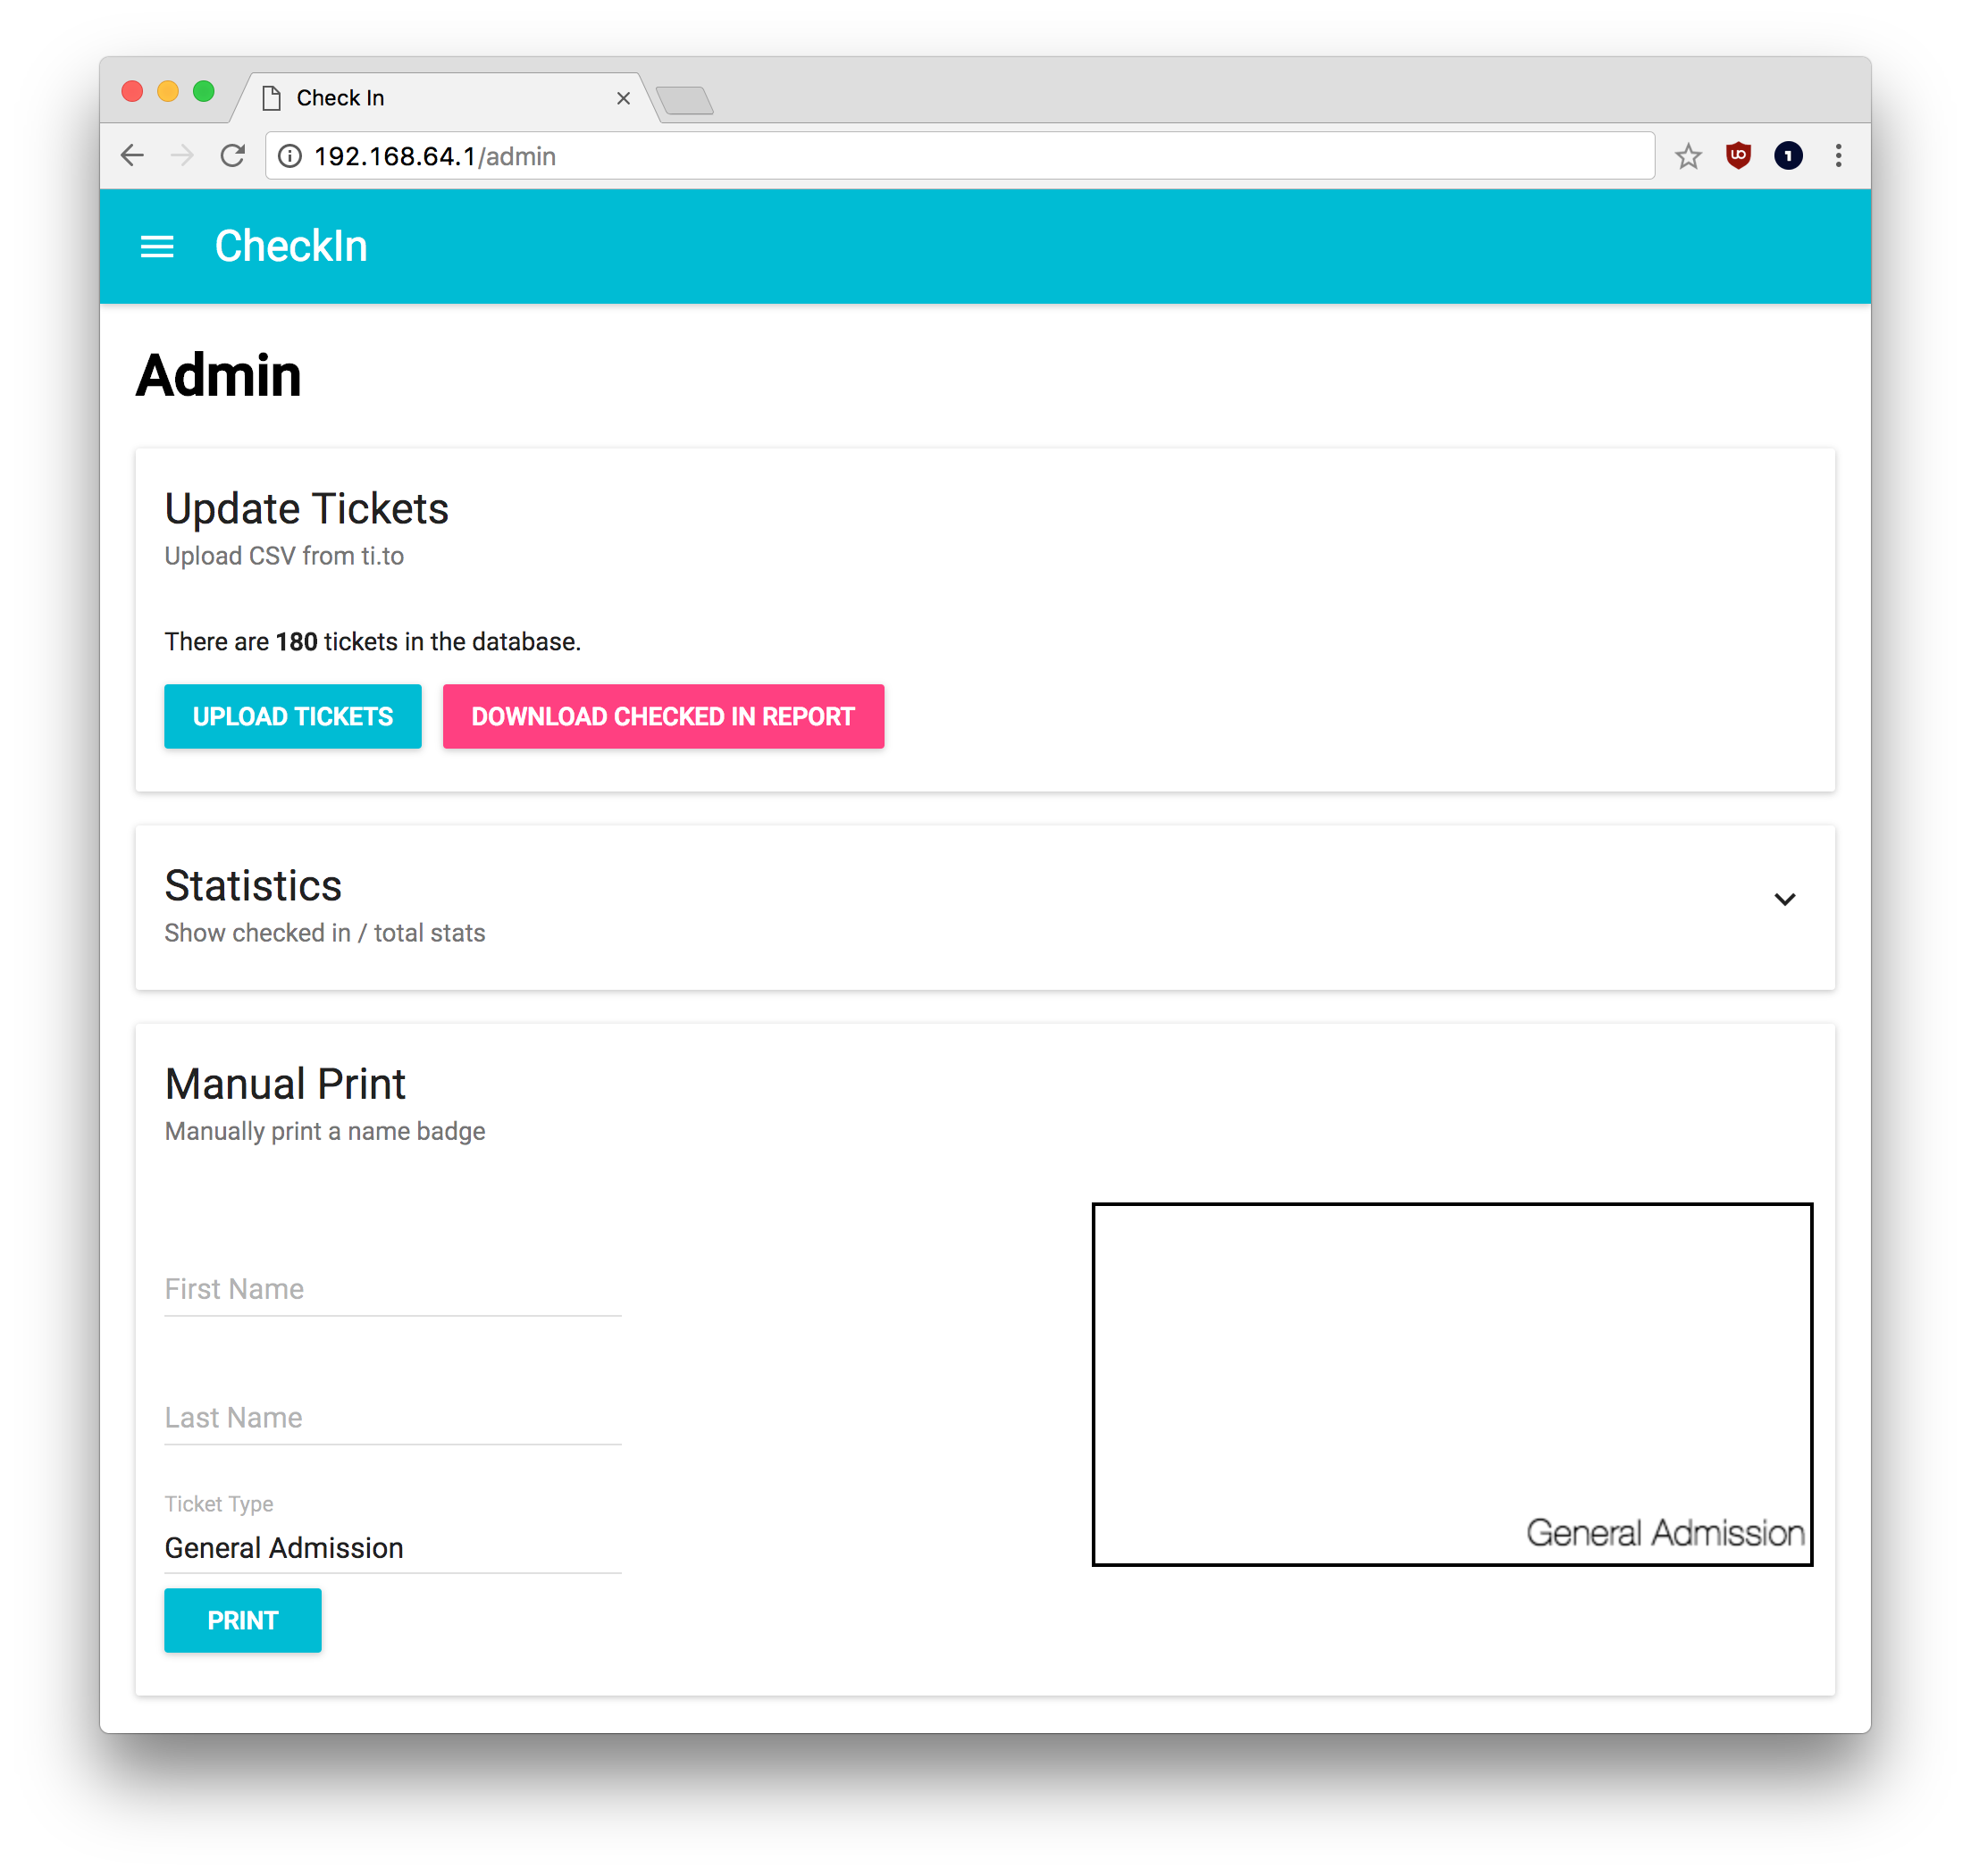 Check In
192.168.64.1/admin
CheckIn
Admin
Update Tickets
Upload CSV from ti.to
There are 180 tickets in the database.
UPLOAD TICKETS DOWNLOAD CHECKED IN REPORT
Statistics
Show checked in / total stats
Manual Print
Manually print a name badge
First Name
Last Name
Ticket Type
General Admission
General Admission
PRINT